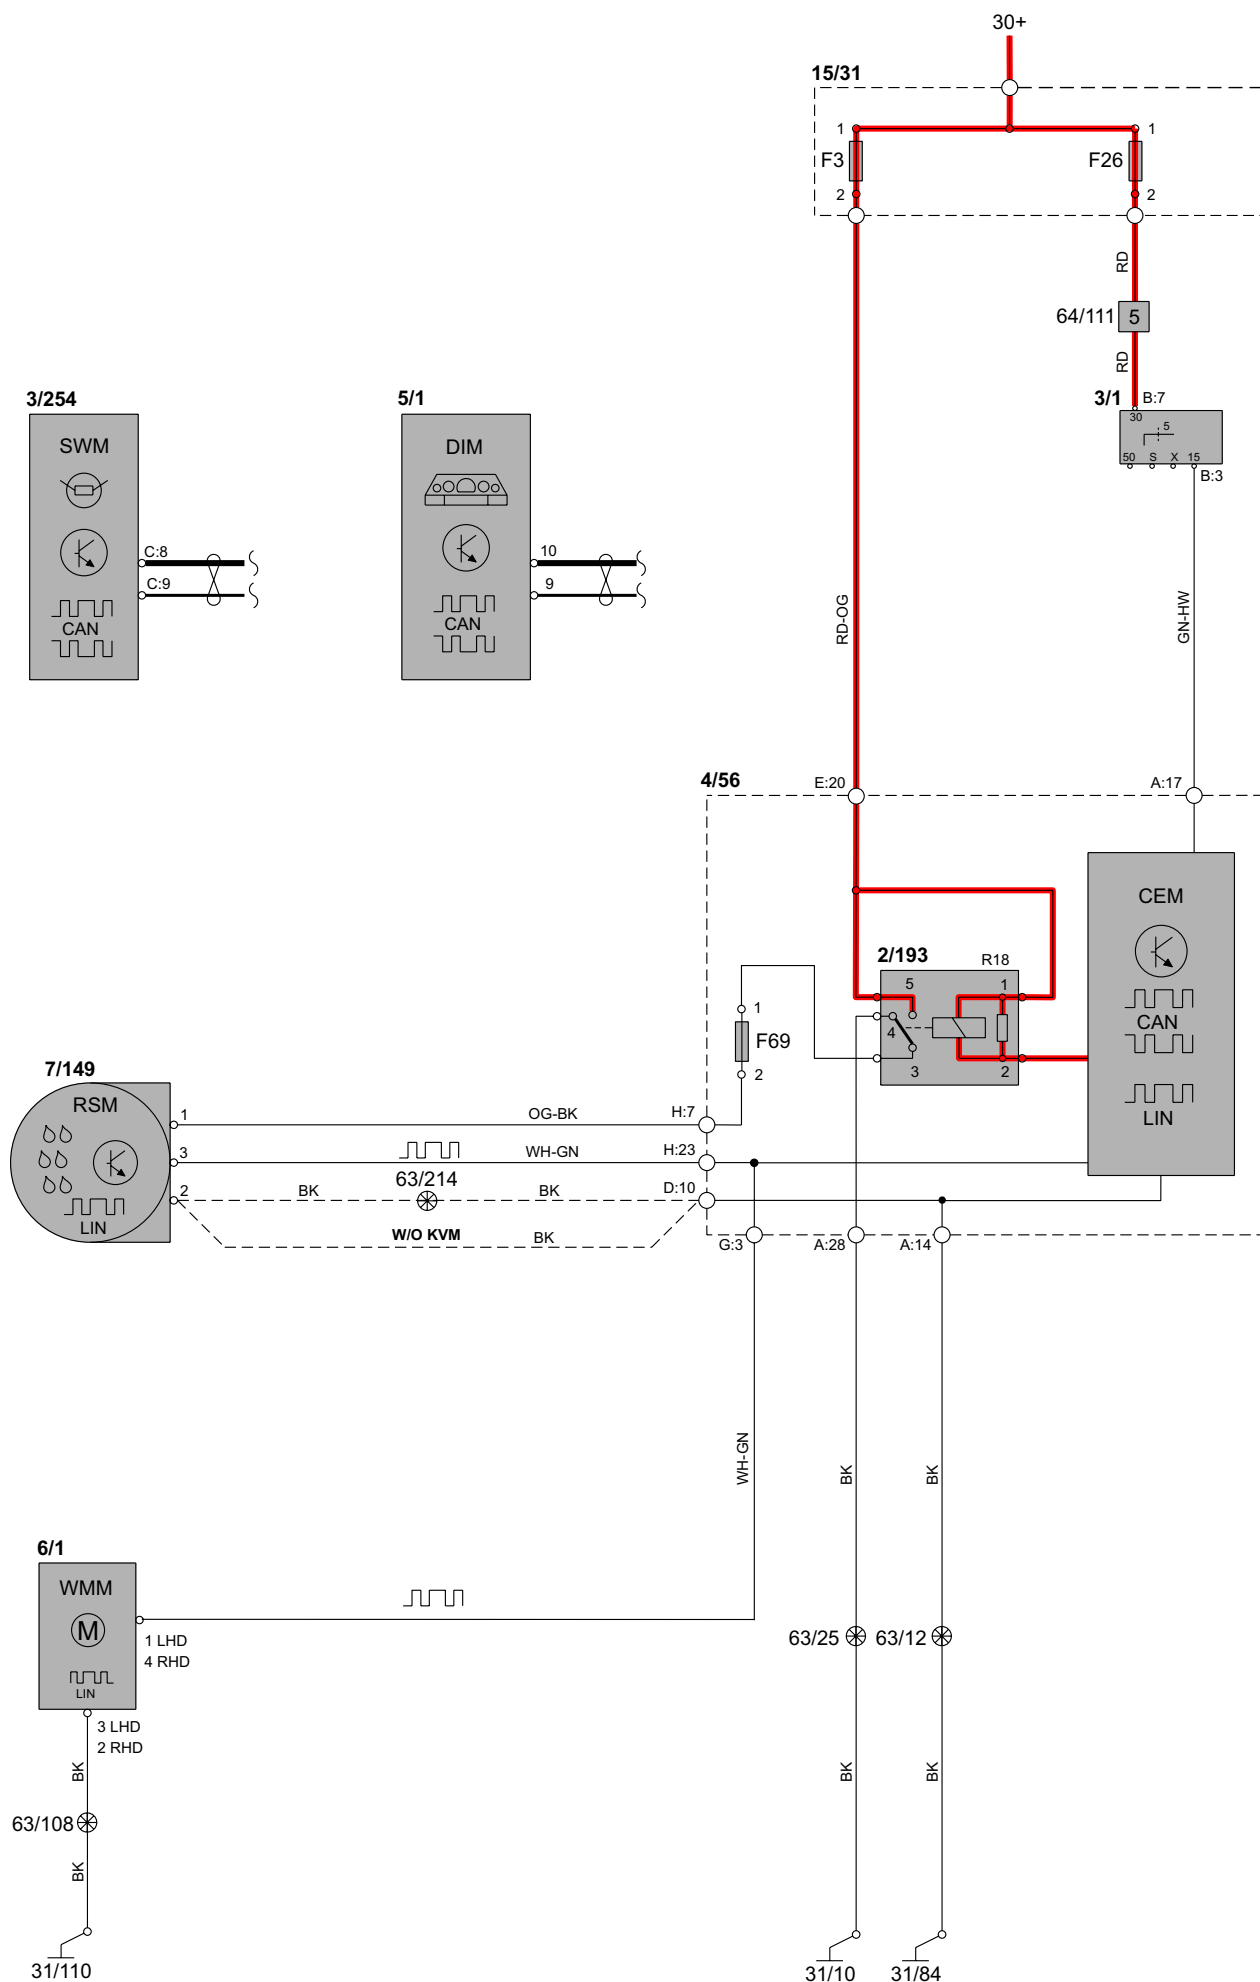 30+
15/31
1
1
F3
F26
2
2
RD
64/111
5
RD
3/254
5/1
3/1
B:7
30
5
50 S X 15
B:3
SWM
DIM
C:8
C:9
CAN
10
9
CAN
RD-OG
GN-HW
4/56
E:20
A:17
CEM
CAN
LIN
2/193
R18
5
1
4
3
2
1
F69
2
7/149
RSM
LIN
1
OG-BK
H:7
3
WH-GN
H:23
63/214
2
BK
BK
D:10
W/O KVM
BK
G:3
A:28
A:14
WH-GN
BK
BK
6/1
WMM
M
LIN
1 LHD
4 RHD
3 LHD
2 RHD
63/25
63/12
BK
BK
BK
63/108
BK
31/110
31/10
31/84